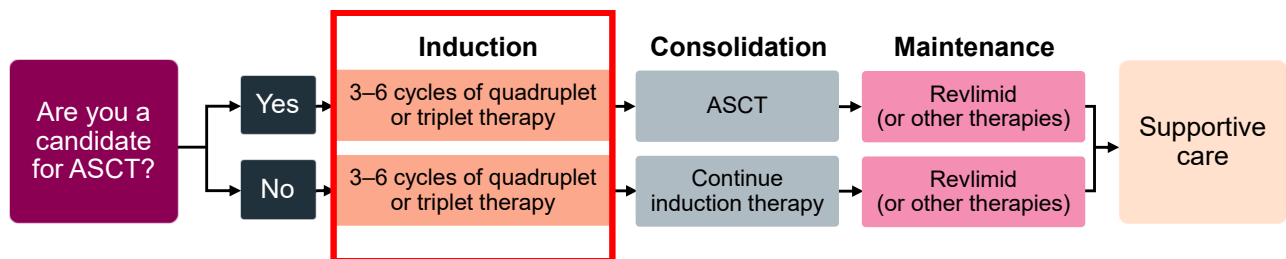 Induction
Consolidation
Maintenance
Are you a
candidate
for ASCT?
Yes
3–6 cycles of quadruplet
or triplet therapy
ASCT
Revlimid
(or other therapies)
No
3–6 cycles of quadruplet
or triplet therapy
Continue
induction therapy
Revlimid
(or other therapies)
Supportive
care